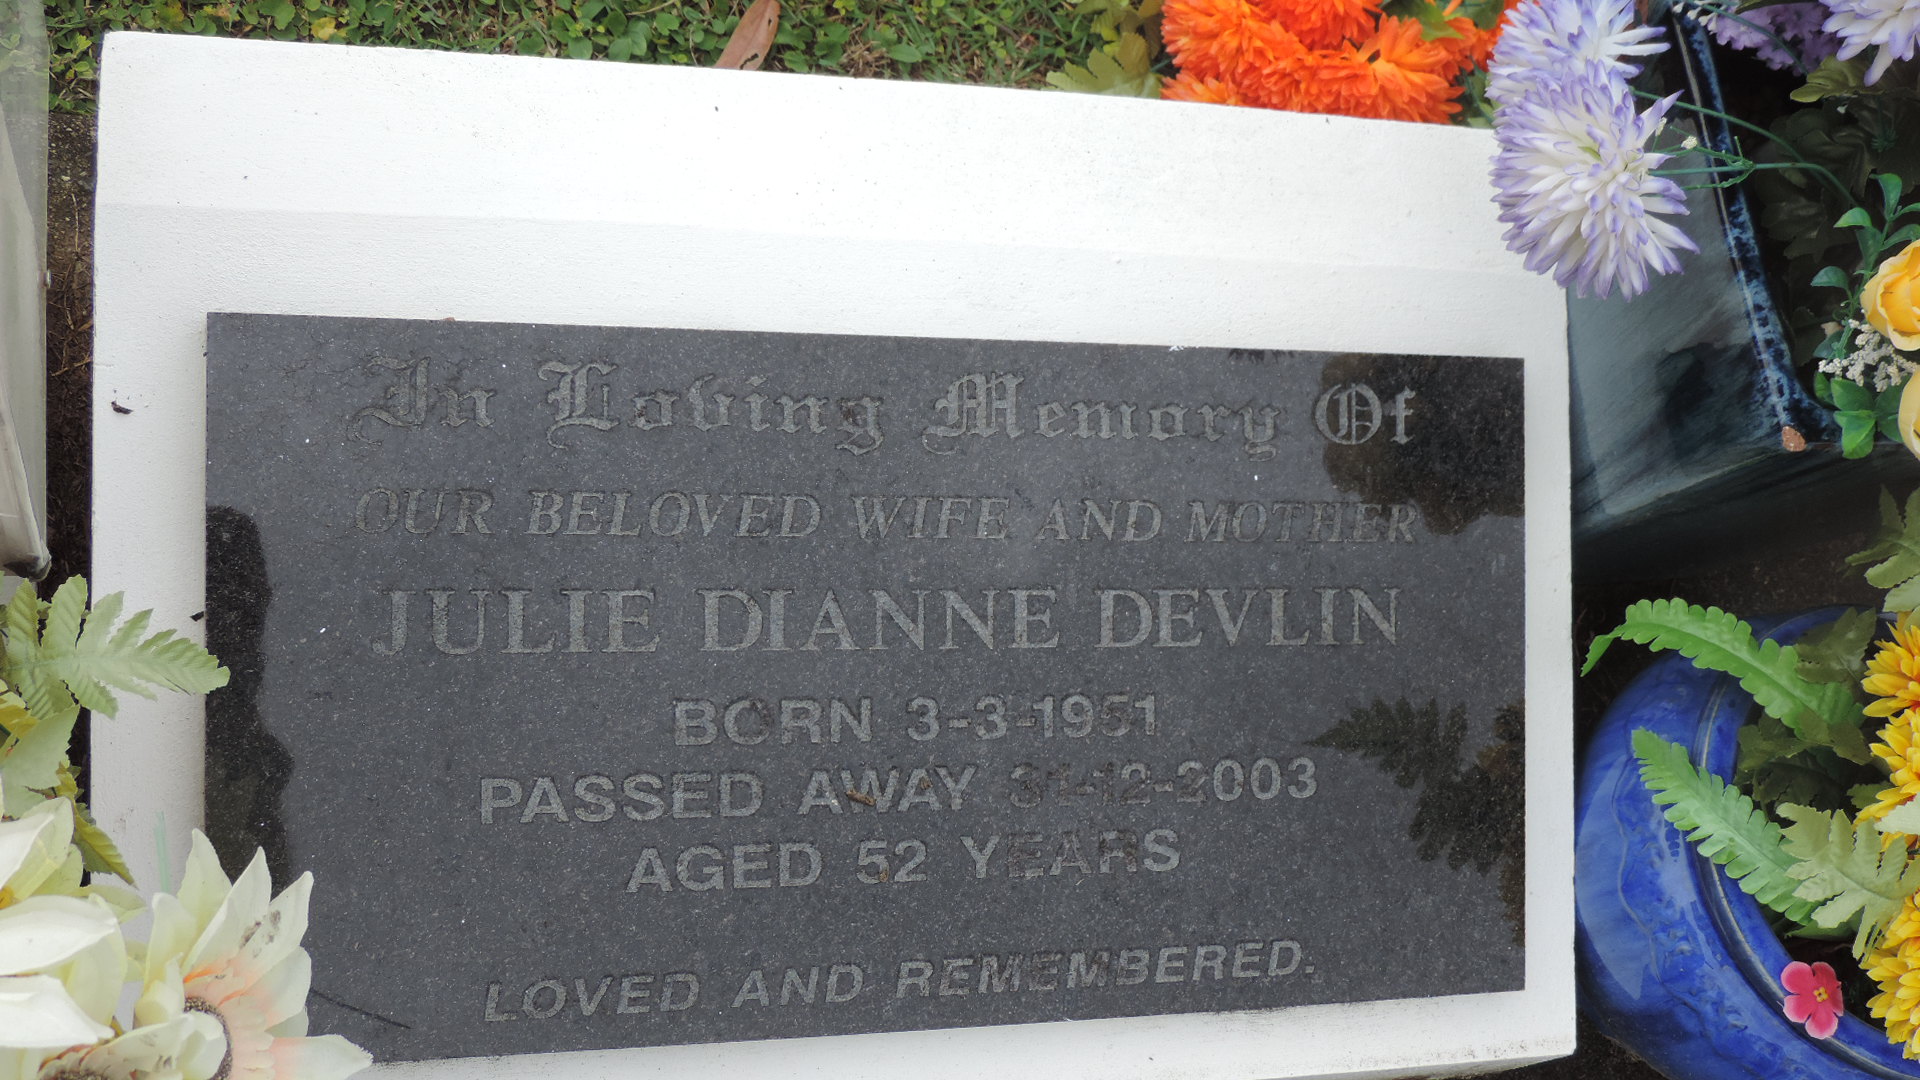 In Loving Memory Of
OUR BELOVED WIFE AND MOTHER
JULIE DIANNE DEVLIN
BORN 3-3-1951
PASSED AWAY 31-12-2003
AGED 52 YEARS
LOVED AND REMEMBERED.